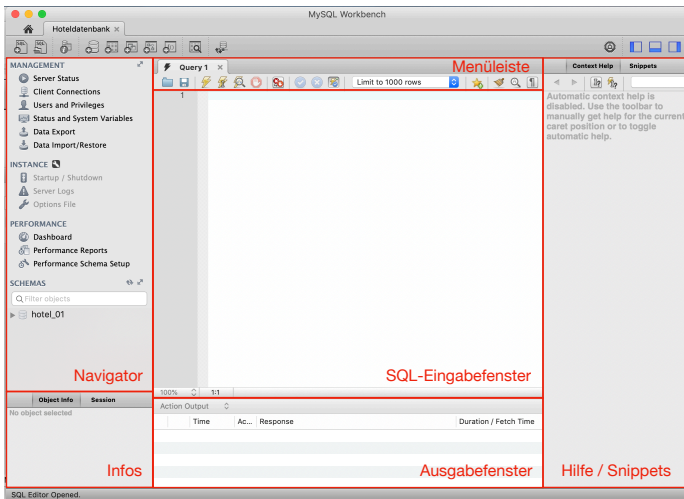 MySQL Workbench
Hoteldatenbank ×
MANAGEMENT
Server Status
Client Connections
Users and Privileges
Status and System Variables
Data Export
Data Import/Restore
INSTANCE
Startup / Shutdown
Server Logs
Options File
PERFORMANCE
Dashboard
Performance Reports
Performance Schema Setup
SCHEMAS
Filter objects
hotel_01
Navigator
Object Info Session
No object selected
Infos
Query 1 ×
Menüleiste
Limit to 1000 rows
1
SQL-Eingabefenster
100% 1:1
Action Output
Time Ac... Response Duration / Fetch Time
Ausgabefenster
Context Help Snippets
Automatic context help is
disabled. Use the toolbar to
manually get help for the current
caret position or to toggle
automatic help.
Hilfe / Snippets
SQL Editor Opened.